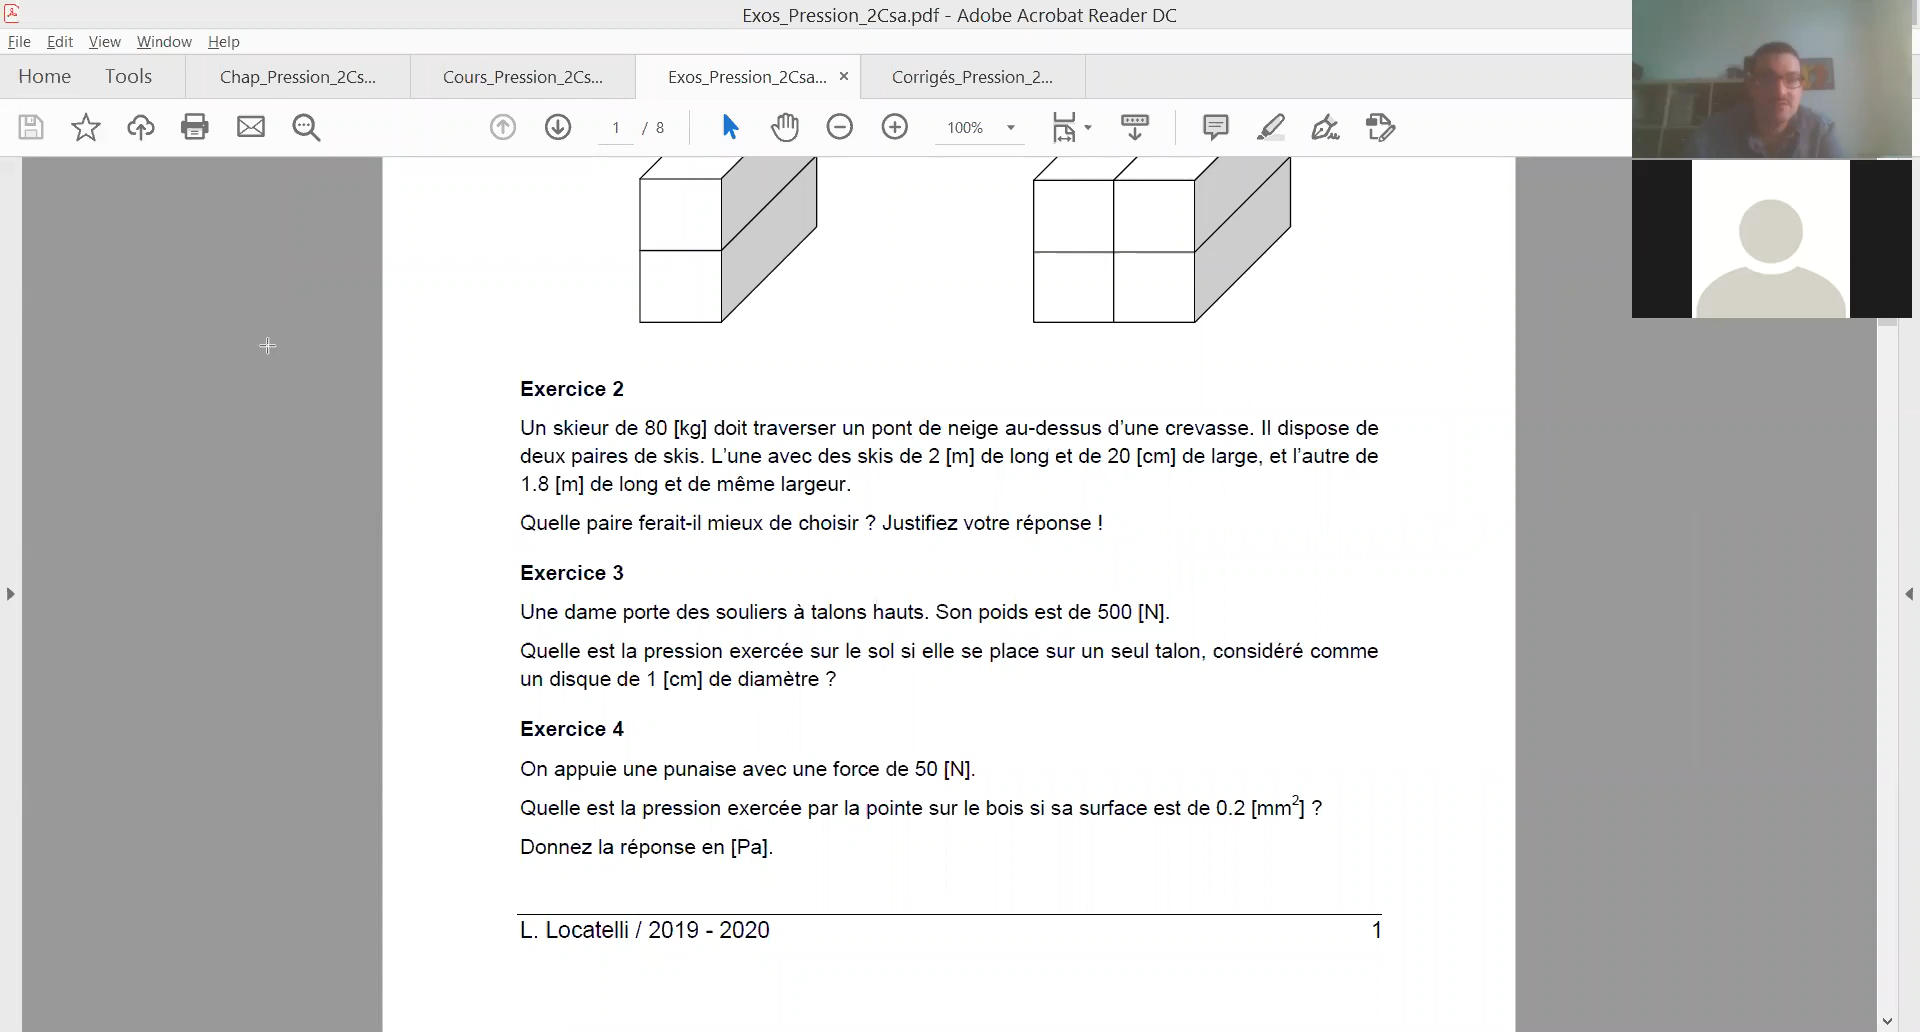 Exos_Pression_2Csa.pdf - Adobe Acrobat Reader DC
File Edit View Window Help
Home Tools Chap_Pression_2Cs... Cours_Pression_2Cs... Exos_Pression_2Csa... × Corrigés_Pression_2...
1 / 8 100%
Exercice 2
Un skieur de 80 [kg] doit traverser un pont de neige au-dessus d’une crevasse. Il dispose de
deux paires de skis. L’une avec des skis de 2 [m] de long et de 20 [cm] de large, et l’autre de
1.8 [m] de long et de même largeur.
Quelle paire ferait-il mieux de choisir ? Justifiez votre réponse !
Exercice 3
Une dame porte des souliers à talons hauts. Son poids est de 500 [N].
Quelle est la pression exercée sur le sol si elle se place sur un seul talon, considéré comme
un disque de 1 [cm] de diamètre ?
Exercice 4
On appuie une punaise avec une force de 50 [N].
Quelle est la pression exercée par la pointe sur le bois si sa surface est de 0.2 [mm²] ?
Donnez la réponse en [Pa].
L. Locatelli / 2019 - 2020 1